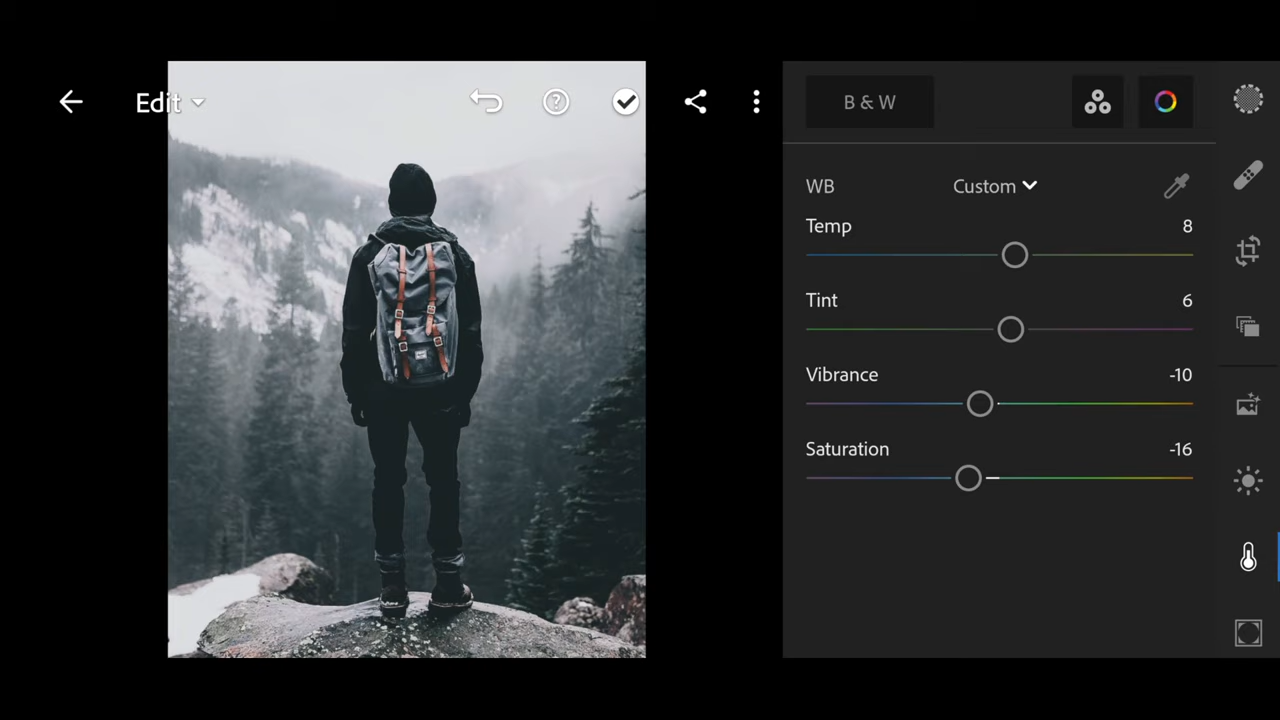 Edit
B & W
WB Custom
Temp 8
Tint 6
Vibrance -10
Saturation -16